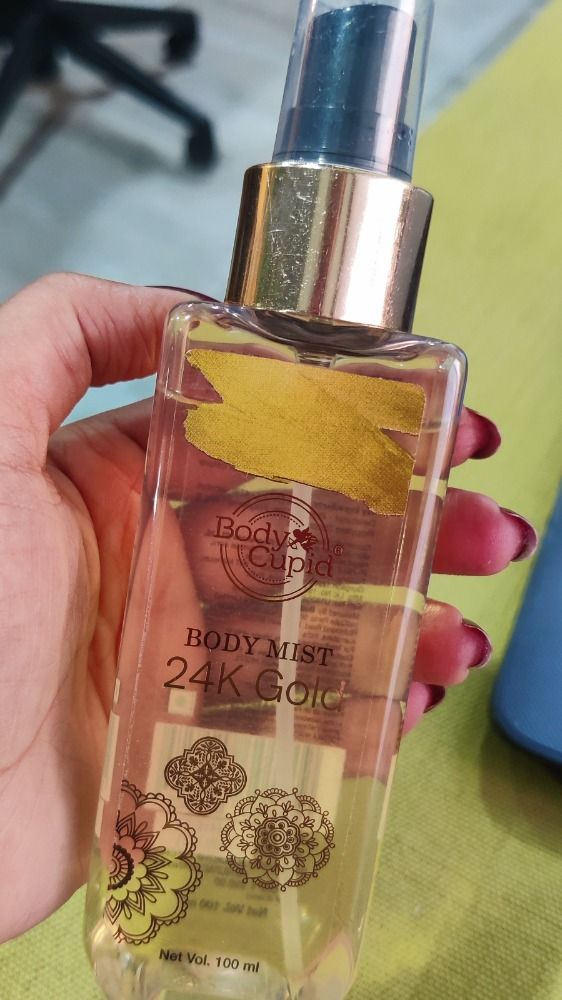 Body
Cupid®
BODY MIST
24K Gold
Net Vol. 100 ml